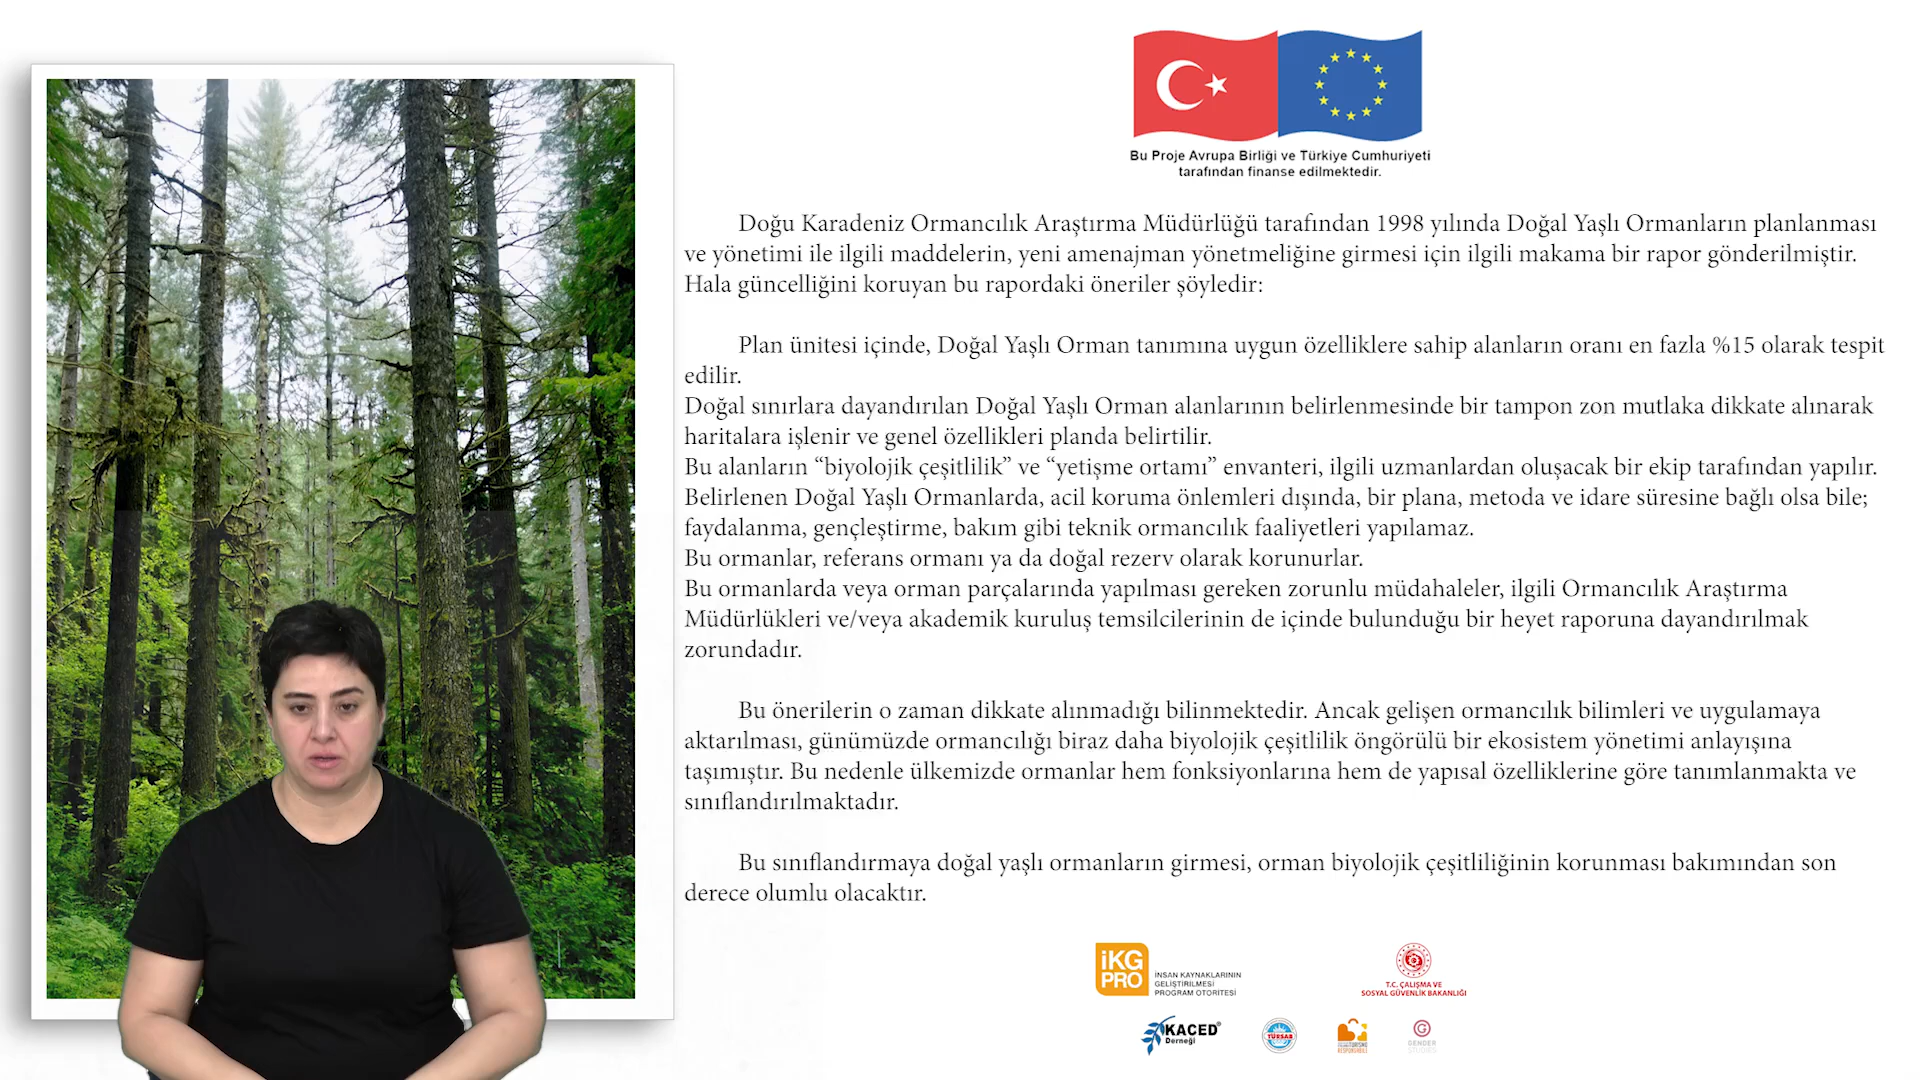 Bu Proje Avrupa Birliği ve Türkiye Cumhuriyeti
tarafından finanse edilmektedir.
Doğu Karadeniz Ormancılık Araştırma Müdürlüğü tarafından 1998 yılında Doğal Yaşlı Ormanların planlanması
ve yönetimi ile ilgili maddelerin, yeni amenajman yönetmeliğine girmesi için ilgili makama bir rapor gönderilmiştir.
Hala güncelliğini koruyan bu rapordaki öneriler şöyledir:
Plan ünitesi içinde, Doğal Yaşlı Orman tanımına uygun özelliklere sahip alanların oranı en fazla %15 olarak tespit
edilir.
Doğal sınırlara dayandırılan Doğal Yaşlı Orman alanlarının belirlenmesinde bir tampon zon mutlaka dikkate alınarak
haritalara işlenir ve genel özellikleri planda belirtilir.
Bu alanların “biyolojik çeşitlilik” ve “yetişme ortamı” envanteri, ilgili uzmanlardan oluşacak bir ekip tarafından yapılır.
Belirlenen Doğal Yaşlı Ormanlarda, acil koruma önlemleri dışında, bir plana, metoda ve idare süresine bağlı olsa bile;
faydalanma, gençleştirme, bakım gibi teknik ormancılık faaliyetleri yapılamaz.
Bu ormanlar, referans ormanı ya da doğal rezerv olarak korunurlar.
Bu ormanlarda veya orman parçalarında yapılması gereken zorunlu müdahaleler, ilgili Ormancılık Araştırma
Müdürlükleri ve/veya akademik kuruluş temsilcilerinin de içinde bulunduğu bir heyet raporuna dayandırılmak
zorundadır.
Bu önerilerin o zaman dikkate alınmadığı bilinmektedir. Ancak gelişen ormancılık bilimleri ve uygulamaya
aktarılması, günümüzde ormancılığı biraz daha biyolojik çeşitlilik öngörülü bir ekosistem yönetimi anlayışına
taşımıştır. Bu nedenle ülkemizde ormanlar hem fonksiyonlarına hem de yapısal özelliklerine göre tanımlanmakta ve
sınıflandırılmaktadır.
Bu sınıflandırmaya doğal yaşlı ormanların girmesi, orman biyolojik çeşitliliğinin korunması bakımından son
derece olumlu olacaktır.
iKG
PRO
İNSAN KAYNAKLARININ
GELİŞTİRİLMESİ
PROGRAM OTORİTESİ
T.C. ÇALIŞMA VE
SOSYAL GÜVENLİK BAKANLIĞI
KACED
Derneği
TÜRSAB
TURISMO
RESPONSABILE
GENDER
STUDIES